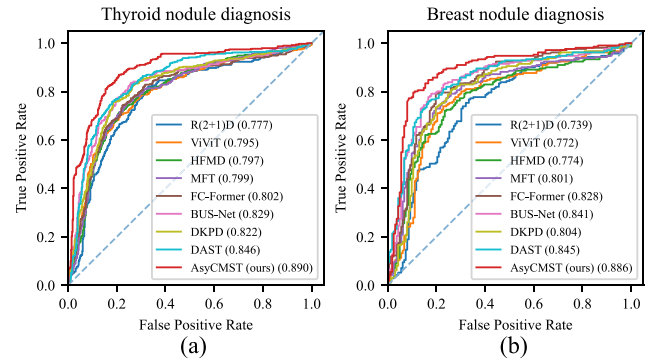 Thyroid nodule diagnosis
True Positive Rate
1.0
0.8
0.6
0.4
0.2
0.0
R(2+1)D (0.777)
ViViT (0.795)
HFMD (0.797)
MFT (0.799)
FC-Former (0.802)
BUS-Net (0.829)
DKPD (0.822)
DAST (0.846)
AsyCMST (ours) (0.890)
0.0 0.2 0.4 0.6 0.8 1.0
False Positive Rate
(a)
Breast nodule diagnosis
True Positive Rate
1.0
0.8
0.6
0.4
0.2
0.0
R(2+1)D (0.739)
ViViT (0.772)
HFMD (0.774)
MFT (0.801)
FC-Former (0.828)
BUS-Net (0.841)
DKPD (0.804)
DAST (0.845)
AsyCMST (ours) (0.886)
0.0 0.2 0.4 0.6 0.8 1.0
False Positive Rate
(b)